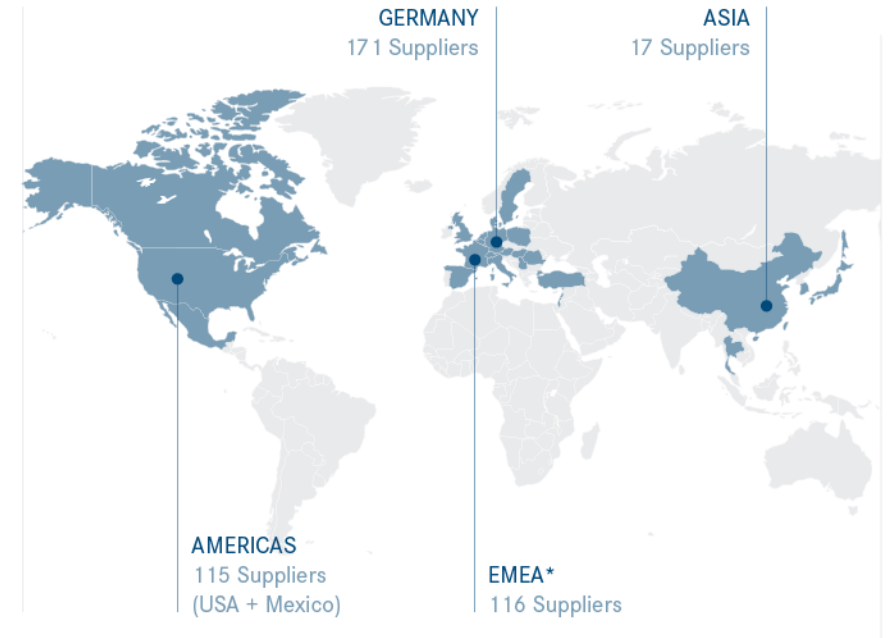 GERMANY
171 Suppliers
ASIA
17 Suppliers
AMERICAS
115 Suppliers
(USA + Mexico)
EMEA*
116 Suppliers